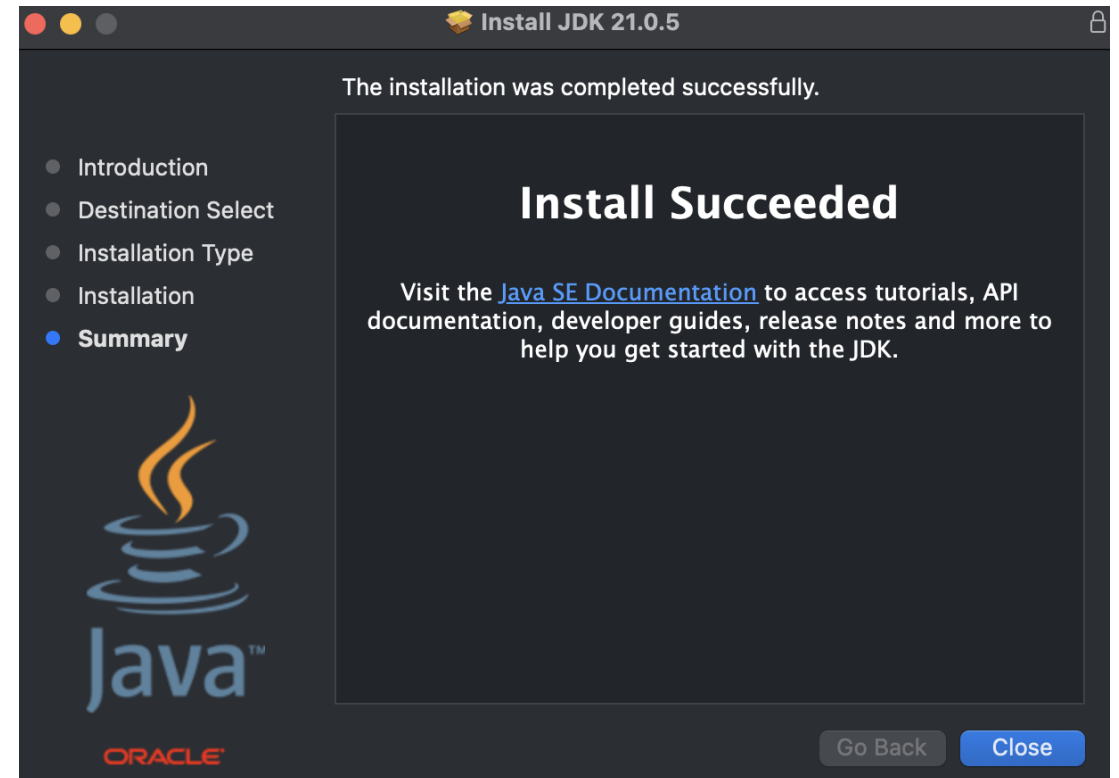 Install JDK 21.0.5
The installation was completed successfully.
Introduction
Destination Select
Installation Type
Installation
Summary
Install Succeeded
Visit the Java SE Documentation to access tutorials, API
documentation, developer guides, release notes and more to
help you get started with the JDK.
Java™
ORACLE
Go Back
Close